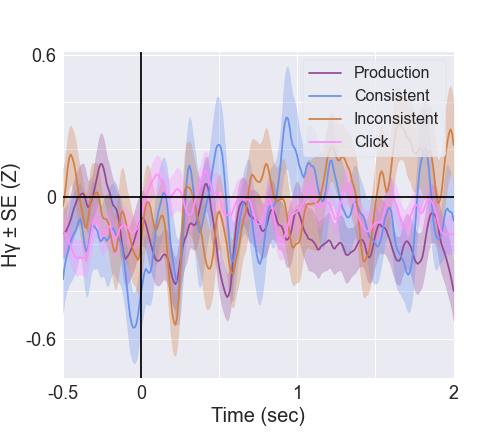 0.6
0
-0.6
Hγ ± SE (Z)
Production
Consistent
Inconsistent
Click
-0.5 0 1 2
Time (sec)